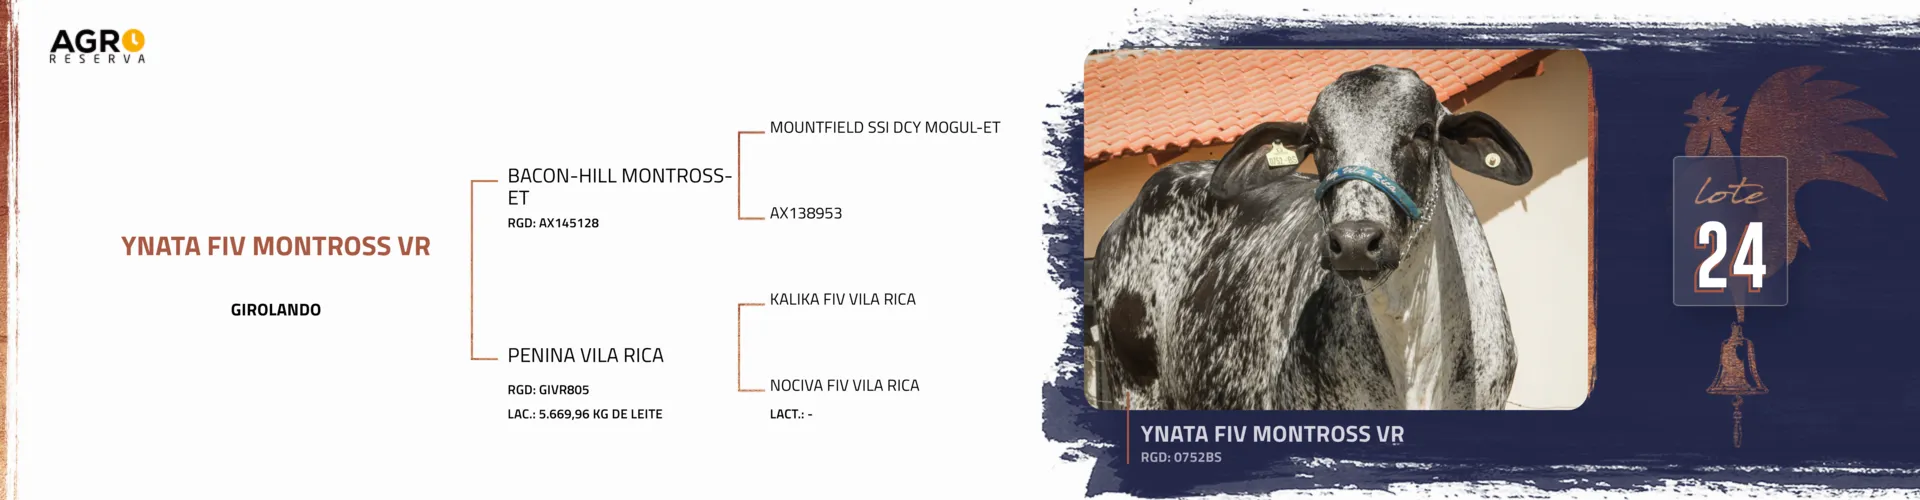 AGRO
RESERVA
YNATA FIV MONTROSS VR
GIROLANDO
BACON-HILL MONTROSS-
ET
RGD: AX145128
PENINA VILA RICA
RGD: GIVR805
LAC.: 5.669,96 KG DE LEITE
MOUNTFIELD SSI DCY MOGUL-ET
AX138953
KALIKA FIV VILA RICA
NOCIVA FIV VILA RICA
LACT.: -
lote
24
YNATA FIV MONTROSS VR
RGD: 0752BS